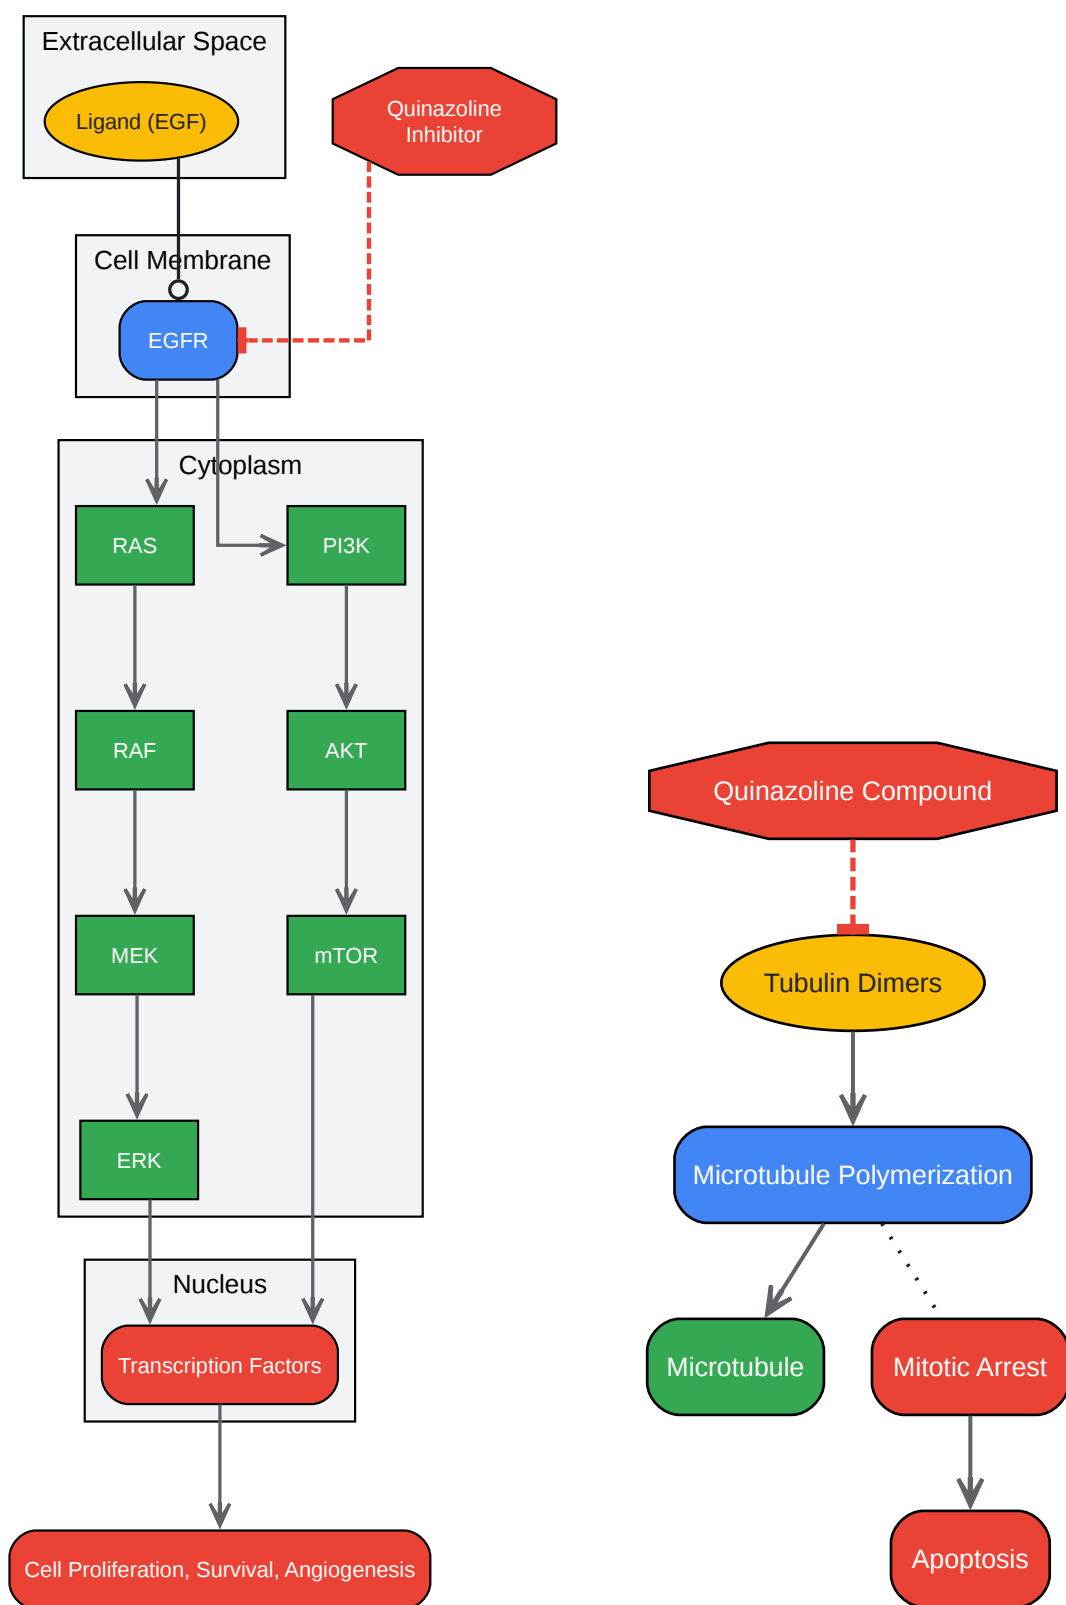 Extracellular Space
Ligand (EGF)
Quinazoline
Inhibitor
Cell Membrane
EGFR
Cytoplasm
RAS
PI3K
RAF
AKT
MEK
mTOR
ERK
Nucleus
Transcription Factors
Cell Proliferation, Survival, Angiogenesis
Quinazoline Compound
Tubulin Dimers
Microtubule Polymerization
Microtubule
Mitotic Arrest
Apoptosis